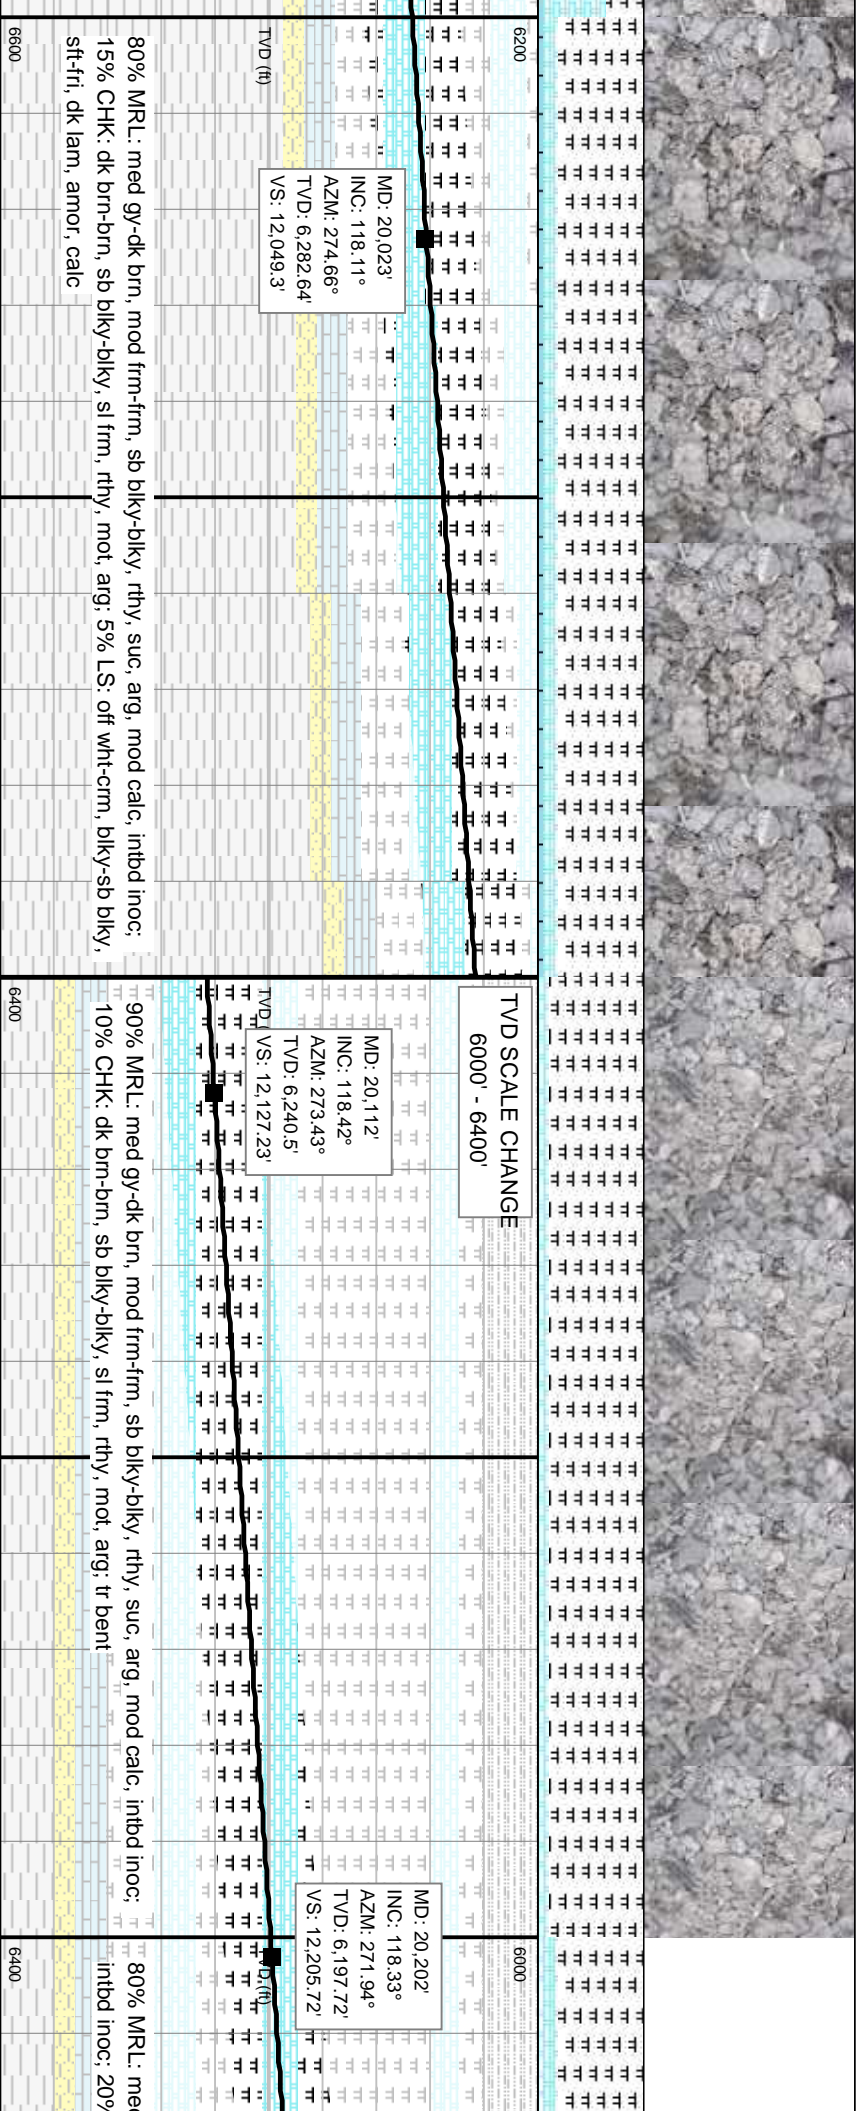 6200
TVD (ft)
6600
MD: 20,023'
INC: 118.11°
AZM: 274.66°
TVD: 6,282.64'
VS: 12,049.3'
80% MRL: med gy-dk brn, mod frm-frm, sb blky-blky, rthy, suc, arg, mod calc, intbd inoc;
15% CHK: dk brn-brn, sb blky-blky, sl frm, rthy, mot, arg; 5% LS: off wht-crm, blky-sb blky,
sft-fri, dk lam, amor, calc
TVD SCALE CHANGE
6000' - 6400'
TVD (
6400
MD: 20,112'
INC: 118.42°
AZM: 273.43°
TVD: 6,240.5'
VS: 12,127.23'
90% MRL: med gy-dk brn, mod frm-frm, sb blky-blky, rthy, suc, arg, mod calc, intbd inoc;
10% CHK: dk brn-brn, sb blky-blky, sl frm, rthy, mot, arg; tr bent
MD: 20,202'
INC: 118.33°
AZM: 271.94°
TVD: 6,197.72'
VS: 12,205.72'
6000
VD (ft)
6400
80% MRL: med
intbd inoc; 20%